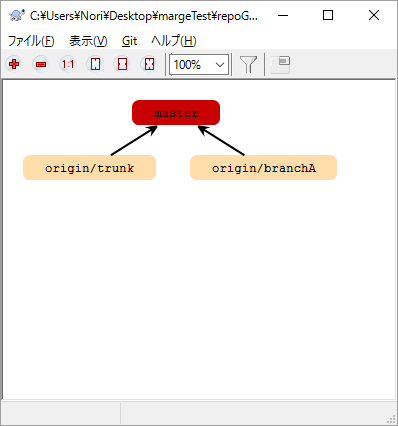 C:¥Users¥Nori¥Desktop¥margeTest¥repoG...
ファイル(F) 表示(V) Git ヘルプ(H)
1:1 100%
master
origin/trunk origin/branchA